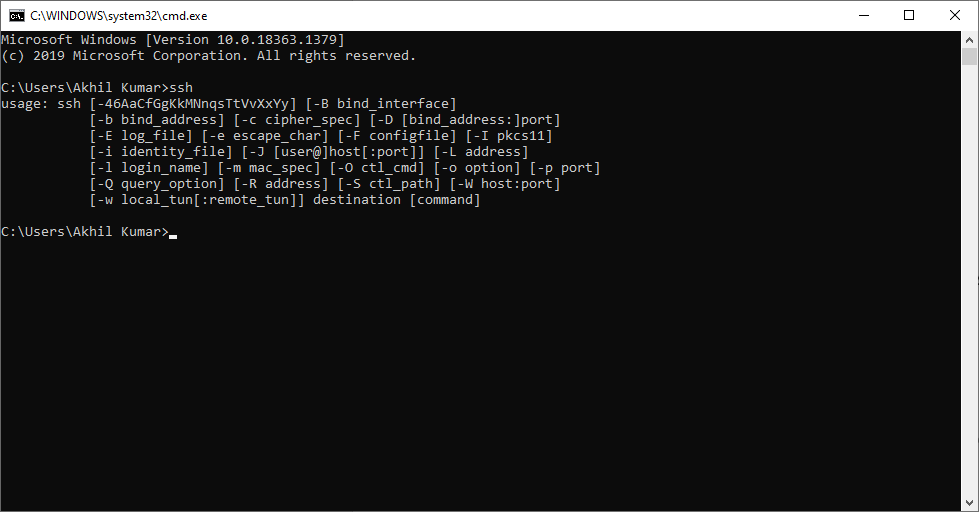 C:\WINDOWS\system32\cmd.exe
Microsoft Windows [Version 10.0.18363.1379]
(c) 2019 Microsoft Corporation. All rights reserved.
C:\Users\Akhil Kumar>ssh
usage: ssh [-46AaCfGgKkMNnqsTtVvXxYy] [-B bind_interface]
           [-b bind_address] [-c cipher_spec] [-D [bind_address:]port]
           [-E log_file] [-e escape_char] [-F configfile] [-I pkcs11]
           [-i identity_file] [-J [user@]host[:port]] [-L address]
           [-l login_name] [-m mac_spec] [-O ctl_cmd] [-o option] [-p port]
           [-Q query_option] [-R address] [-S ctl_path] [-W host:port]
           [-w local_tun[:remote_tun]] destination [command]
C:\Users\Akhil Kumar>